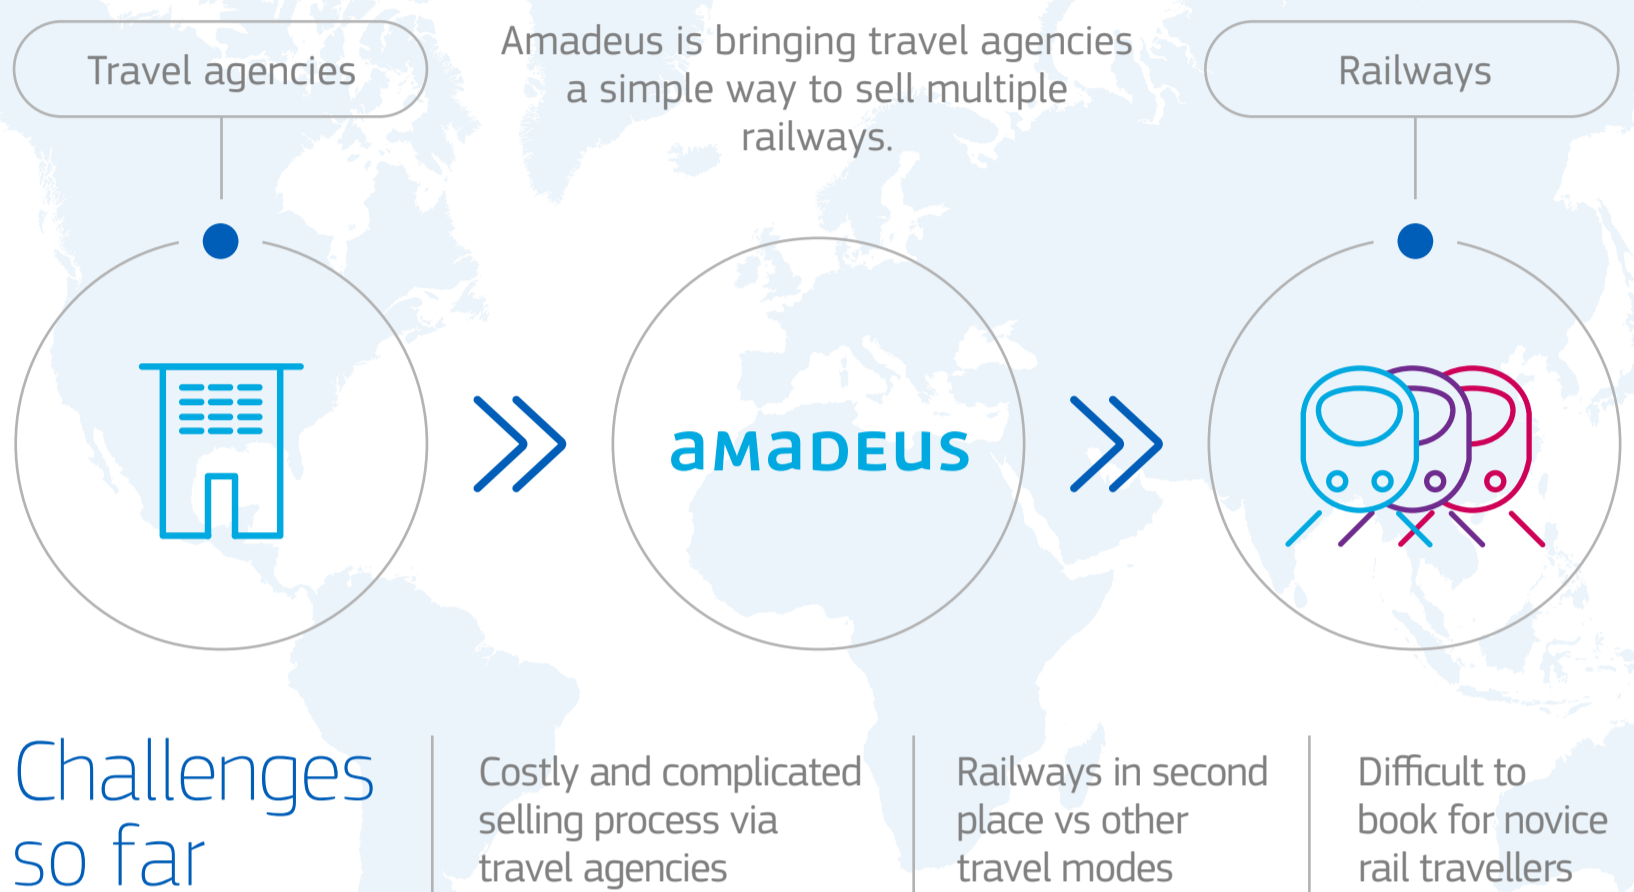 Travel agencies
Amadeus is bringing travel agencies
a simple way to sell multiple
railways.
Railways
amadeus
Challenges
so far
Costly and complicated
selling process via
travel agencies
Railways in second
place vs other
travel modes
Difficult to
book for novice
rail travellers